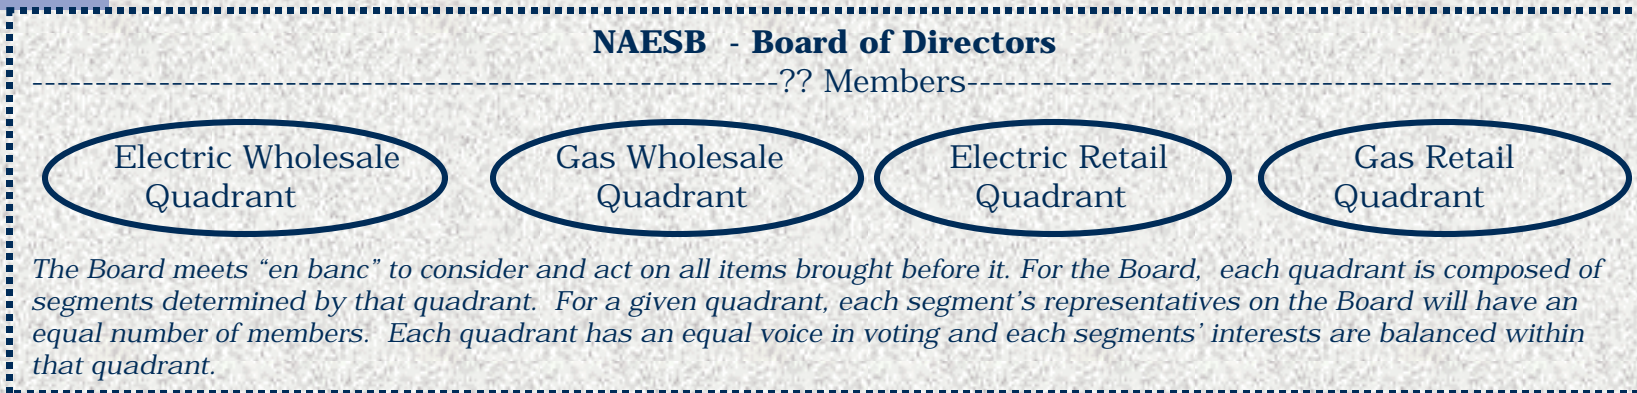 NAESB - Board of Directors
--------------------------------------------------------------?? Members------------------------------------------------------
Electric Wholesale Quadrant
Gas Wholesale Quadrant
Electric Retail Quadrant
Gas Retail Quadrant
The Board meets “en banc” to consider and act on all items brought before it. For the Board, each quadrant is composed of
segments determined by that quadrant. For a given quadrant, each segment’s representatives on the Board will have an
equal number of members. Each quadrant has an equal voice in voting and each segments’ interests are balanced within
that quadrant.